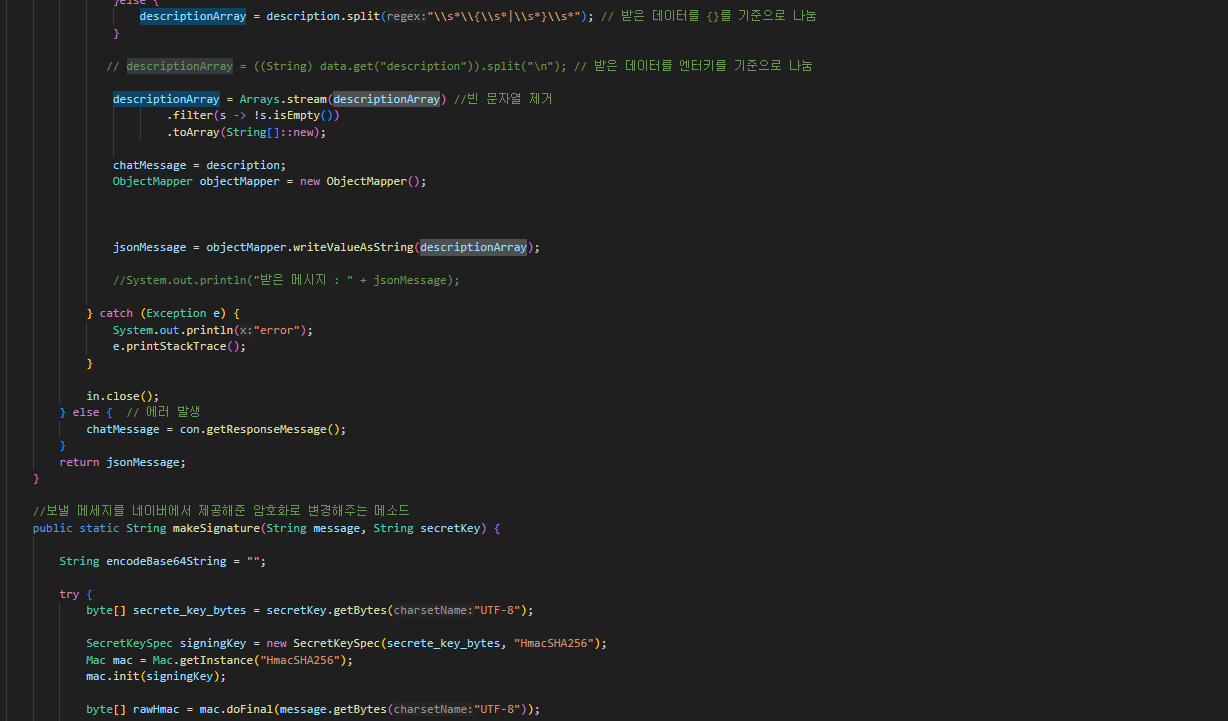 }else {
descriptionArray = description.split(regex:"\\s*\\{\\s*|\\s*}\\s*"); // 받은 데이터를 {}를 기준으로 나눔
}
// descriptionArray = ((String) data.get("description")).split("\n"); // 받은 데이터를 엔터키를 기준으로 나눔
descriptionArray = Arrays.stream(descriptionArray) //빈 문자열 제거
.filter(s -> !s.isEmpty())
.toArray(String[]::new);
chatMessage = description;
ObjectMapper objectMapper = new ObjectMapper();
jsonMessage = objectMapper.writeValueAsString(descriptionArray);
//System.out.println("받은 메시지 : " + jsonMessage);
} catch (Exception e) {
System.out.println(x:"error");
e.printStackTrace();
}
in.close();
} else {  // 에러 발생
chatMessage = con.getResponseMessage();
}
return jsonMessage;
}
//보낼 메세지를 네이버에서 제공해준 암호화로 변경해주는 메소드
public static String makeSignature(String message, String secretKey) {
String encodeBase64String = "";
try {
byte[] secrete_key_bytes = secretKey.getBytes(charsetName:"UTF-8");
SecretKeySpec signingKey = new SecretKeySpec(secrete_key_bytes, "HmacSHA256");
Mac mac = Mac.getInstance("HmacSHA256");
mac.init(signingKey);
byte[] rawHmac = mac.doFinal(message.getBytes(charsetName:"UTF-8"));